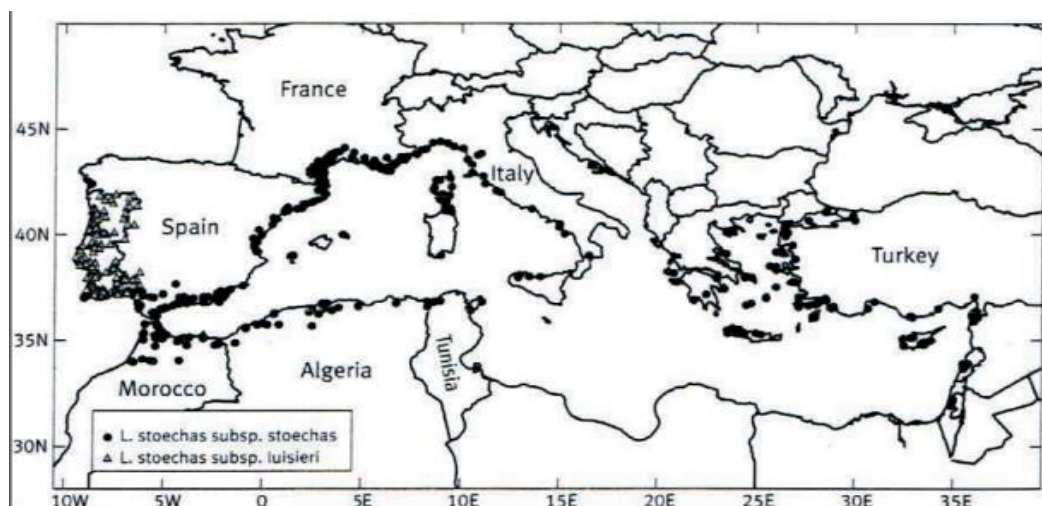 France
45N
Italy
Spain
40N
Turkey
35N
Tunisia
Algeria
Morocco
L. stoechas subsp. stoechas
30N
L. stoechas subsp. luisieri
10W 5W 0 5E 10E 15E 20E 25E 30E 35E